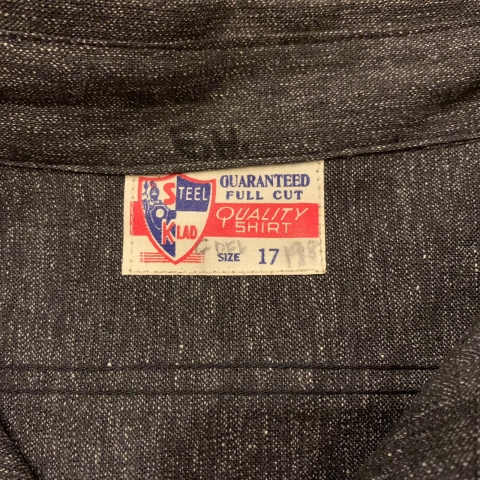 STEEL
KLAD
GUARANTEED
FULL CUT
QUALITY
SHIRT
SIZE 17